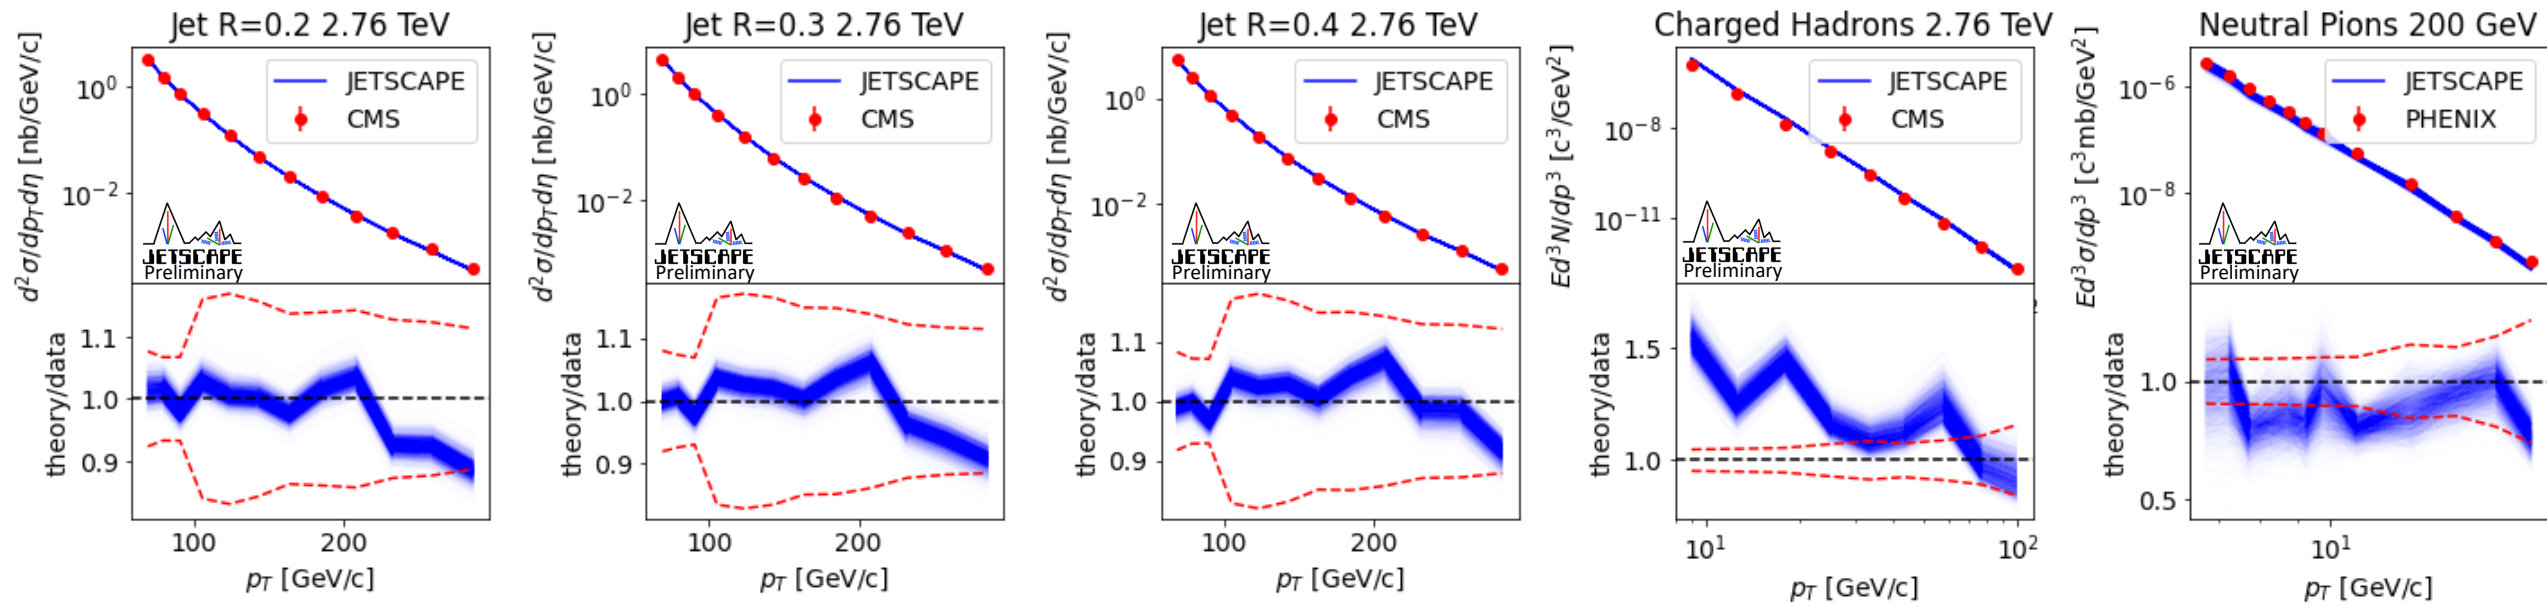 Jet R=0.2 2.76 TeV
d²σ/dp_Tdη [nb/GeV/c]
10⁰
10⁻²
JETSCAPE
CMS
JETSCAPE
Preliminary
theory/data
1.1
1.0
0.9
100 200
p_T [GeV/c]
Jet R=0.3 2.76 TeV
d²σ/dp_Tdη [nb/GeV/c]
10⁰
10⁻²
JETSCAPE
CMS
JETSCAPE
Preliminary
theory/data
1.1
1.0
0.9
100 200
p_T [GeV/c]
Jet R=0.4 2.76 TeV
d²σ/dp_Tdη [nb/GeV/c]
10⁰
10⁻²
JETSCAPE
CMS
JETSCAPE
Preliminary
theory/data
1.1
1.0
0.9
100 200
p_T [GeV/c]
Charged Hadrons 2.76 TeV
Ed³N/dp³ [c³/GeV²]
10⁻⁸
10⁻¹¹
JETSCAPE
CMS
JETSCAPE
Preliminary
theory/data
1.5
1.0
10¹ 10²
p_T [GeV/c]
Neutral Pions 200 GeV
Ed³σ/dp³ [c³mb/GeV²]
10⁻⁶
10⁻⁸
JETSCAPE
PHENIX
JETSCAPE
Preliminary
theory/data
1.0
0.5
10¹
p_T [GeV/c]